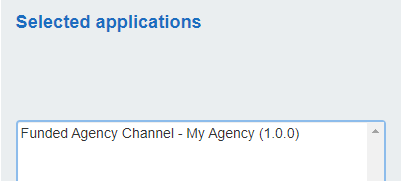 Selected applications
Funded Agency Channel - My Agency (1.0.0)